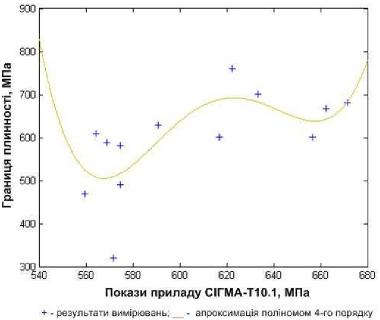 900
800
700
600
500
400
300
540 560 580 600 620 640 660 680
Границя плинності, МПа
Покази приладу СІГМА-Т10.1, МПа
+ - результати вимірювань; __ - апроксимація поліномом 4-го порядку